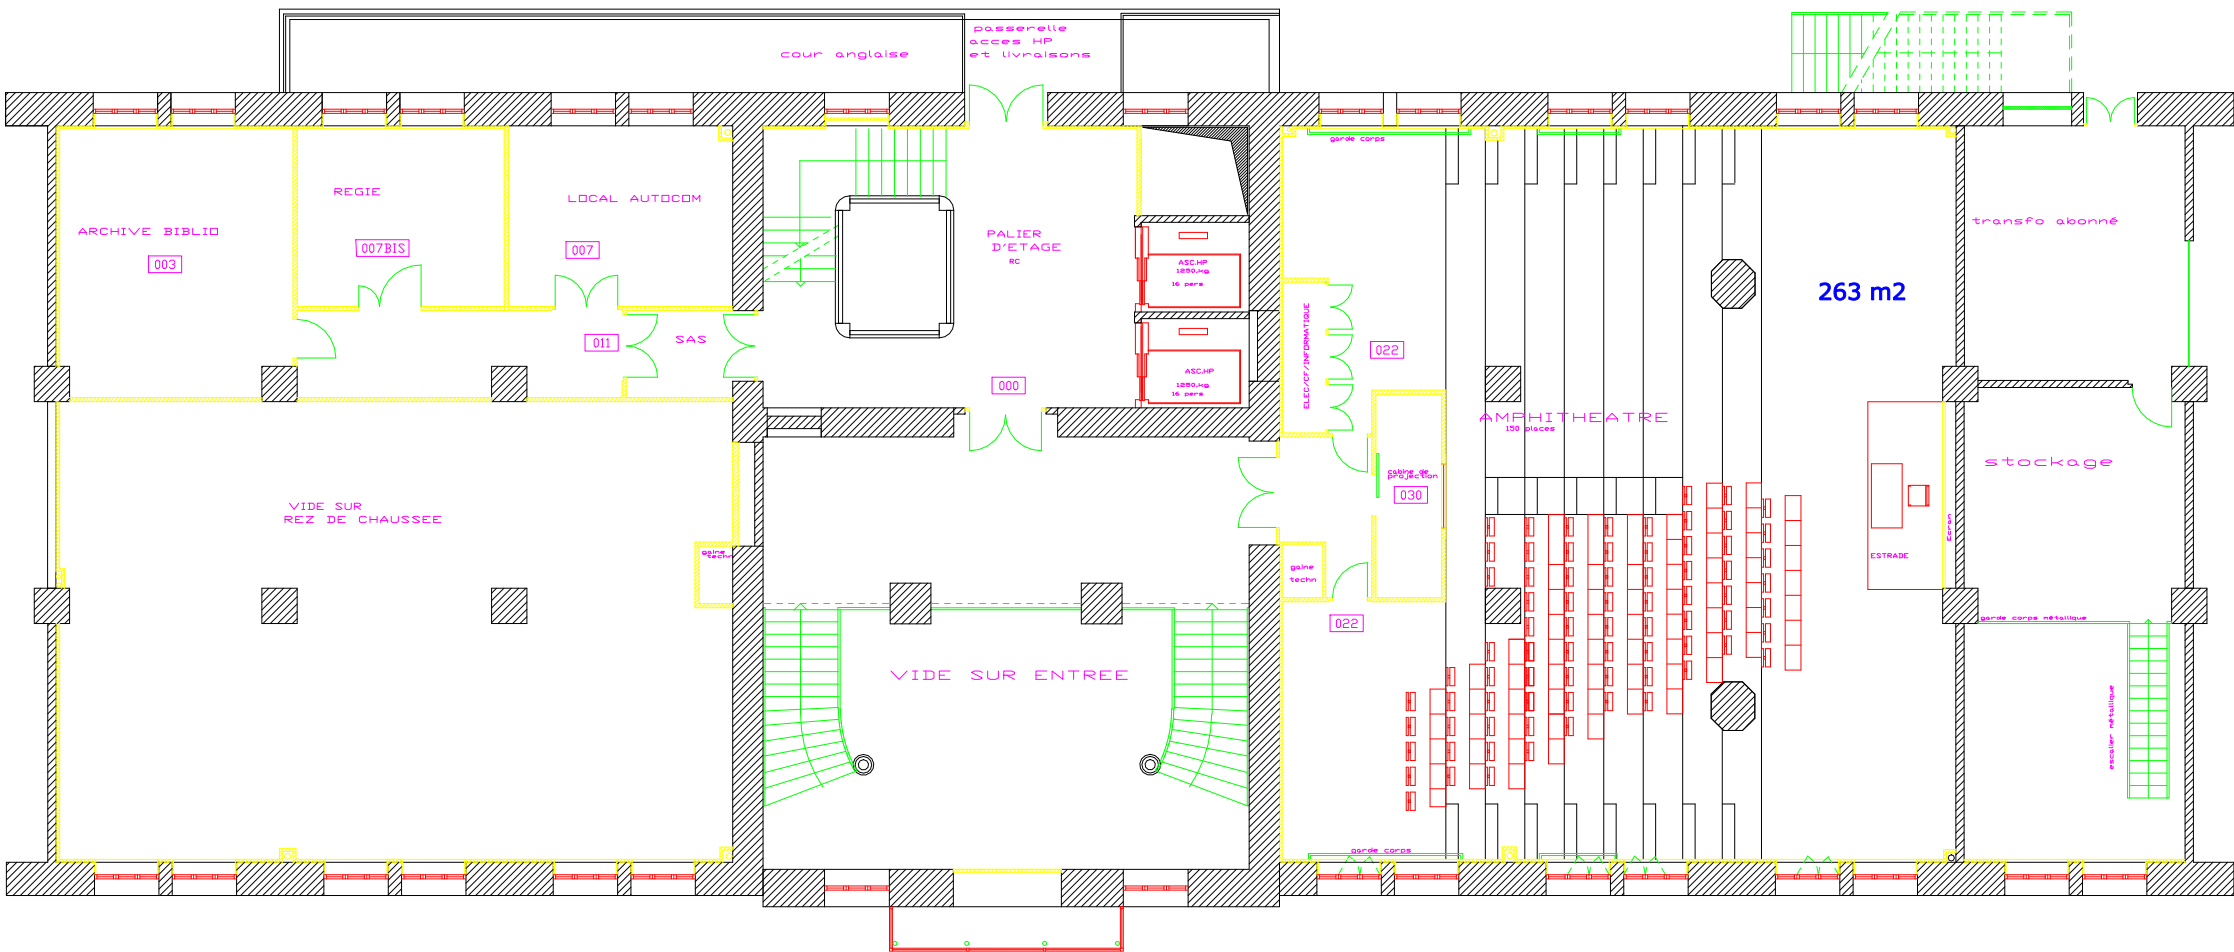 passerelle
acces HP
et livraisons
cour anglaise
garde corps
REGIE
LOCAL AUTOCOM
ARCHIVE BIBLIO
003
007BIS
007
PALIER
D'ETAGE
RC
ASC.HP
1250.kg
16 pers
transfo abonné
263 m2
011
SAS
ELEC/CF/INFORMATIQUE
022
ASC.HP
1250.kg
16 pers
000
AMPHITHEATRE
150 places
cabine de
projection
030
stockage
VIDE SUR
REZ DE CHAUSSEE
gaine
techn
gaine
techn
Ecran
ESTRADE
022
garde corps métallique
VIDE SUR ENTREE
escalier métallique
garde corps